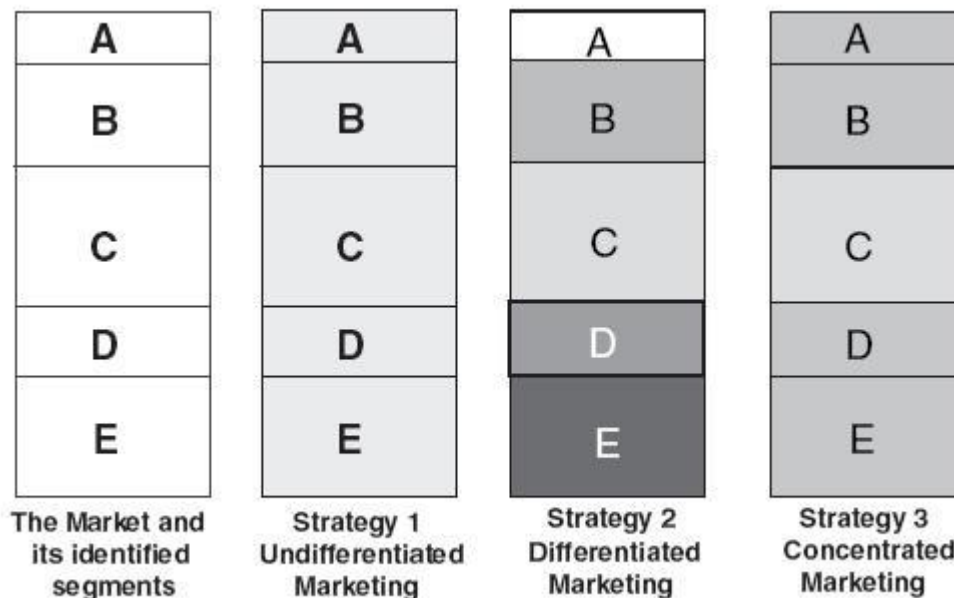 A
B
C
D
E
The Market and
its identified
segments
A
B
C
D
E
Strategy 1
Undifferentiated
Marketing
A
B
C
D
E
Strategy 2
Differentiated
Marketing
A
B
C
D
E
Strategy 3
Concentrated
Marketing